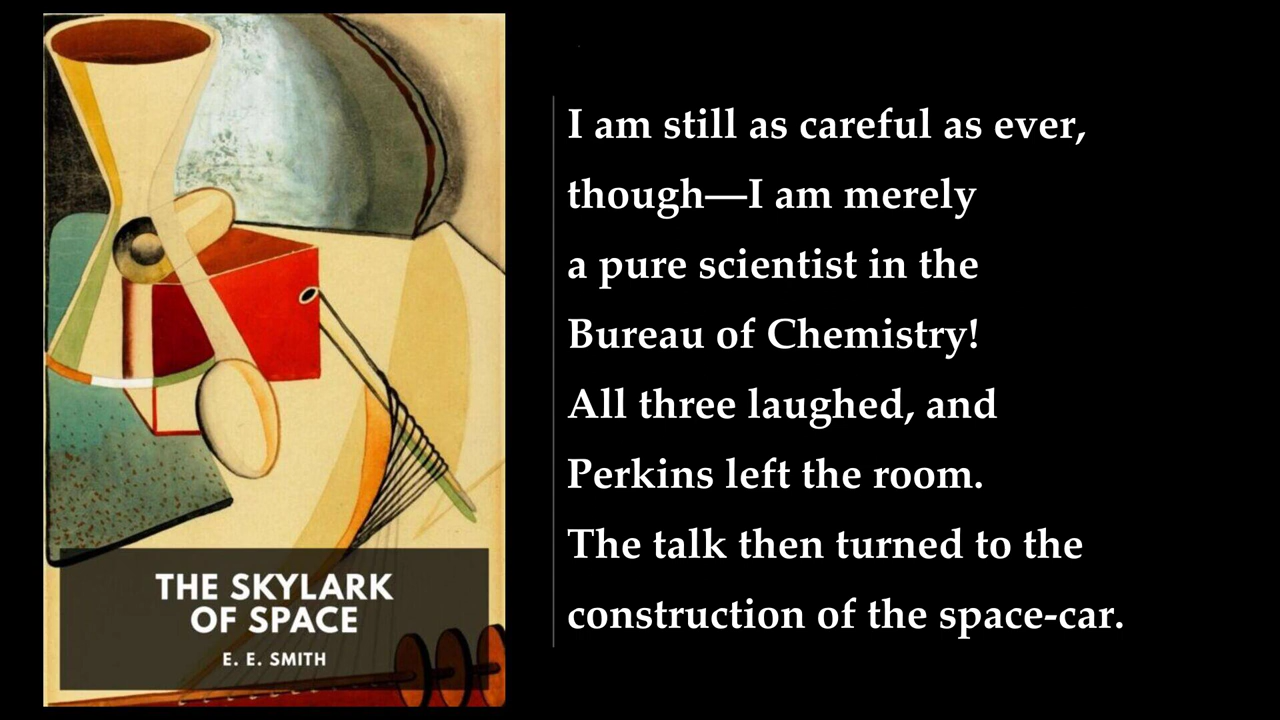 THE SKYLARK
OF SPACE
E. E. SMITH
I am still as careful as ever,
though—I am merely
a pure scientist in the
Bureau of Chemistry!
All three laughed, and
Perkins left the room.
The talk then turned to the
construction of the space-car.